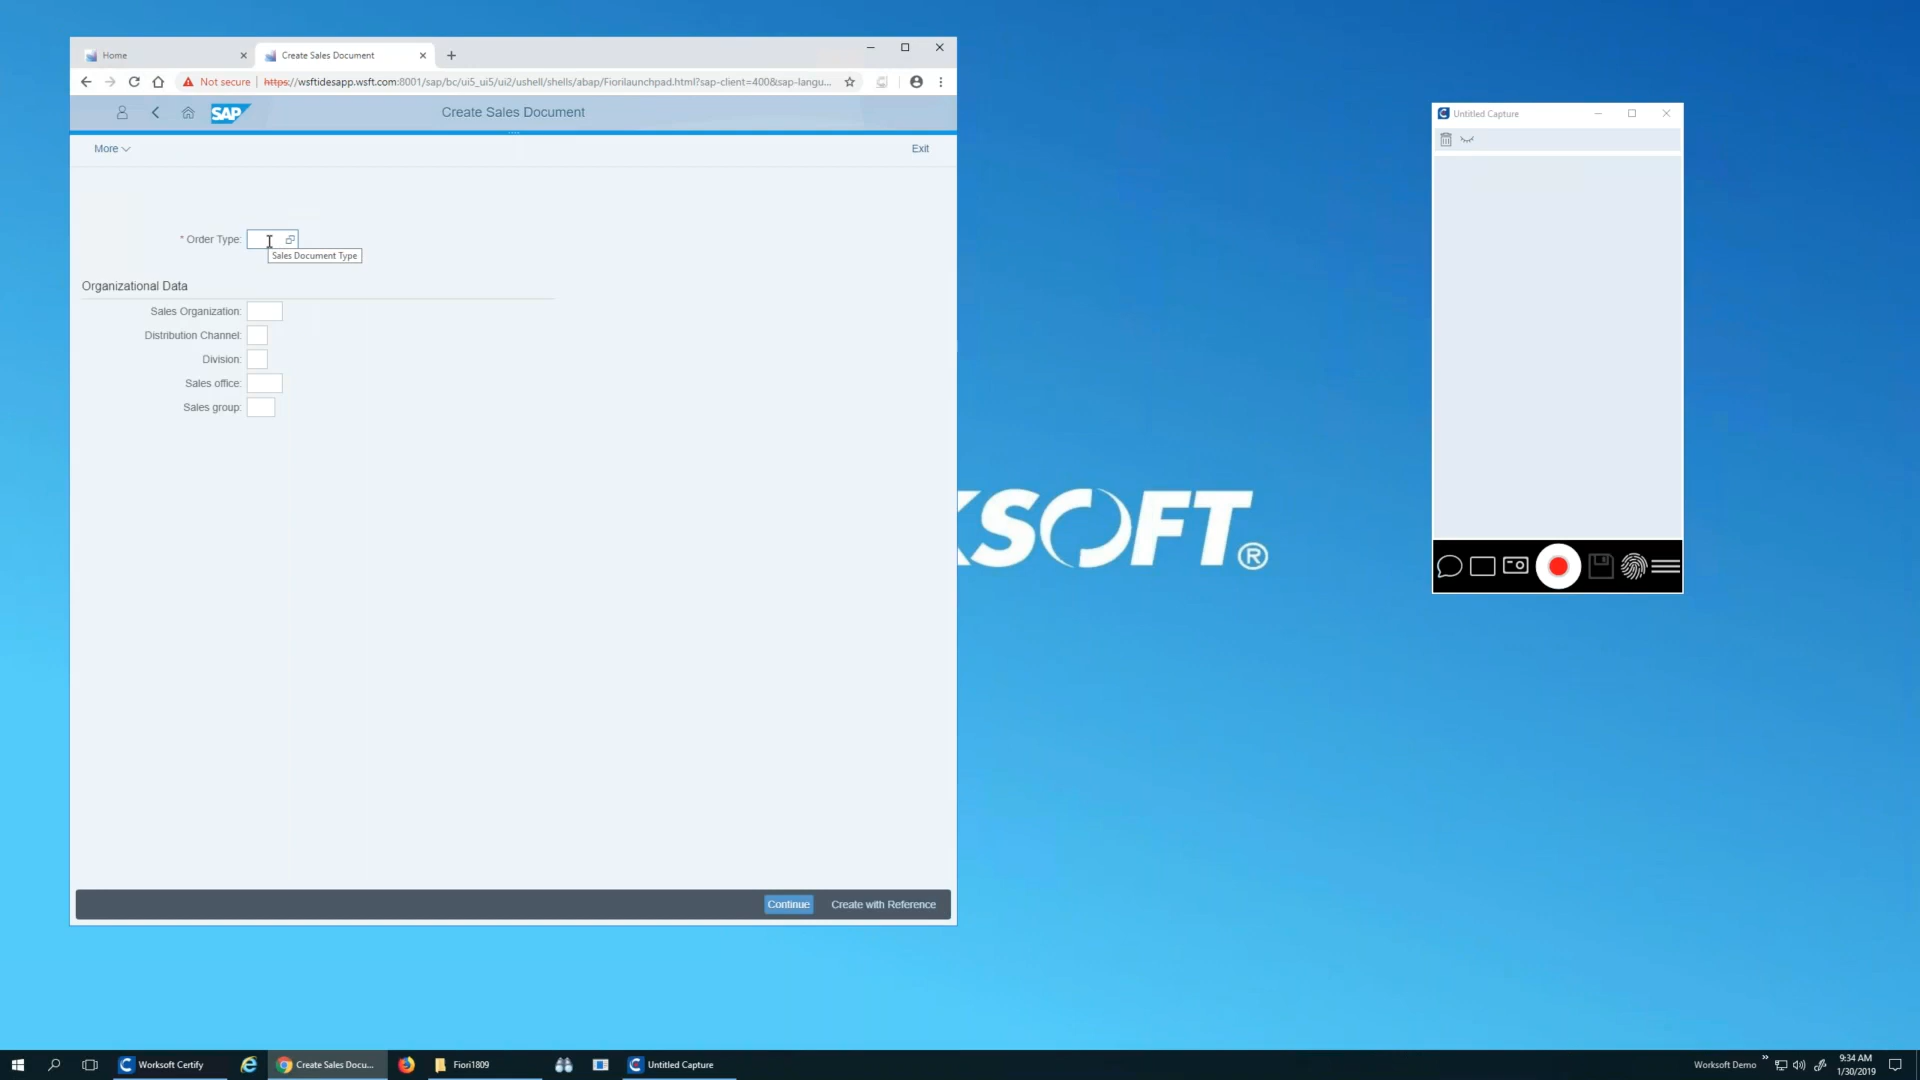 Home
Create Sales Document
Not secure
https://wsftidesapp.wsft.com:8001/sap/bc/ui5_ui5/ui2/ushell/shells/abap/Fiorilaunchpad.html?sap-client=400&sap-langu...
SAP
Create Sales Document
More
Exit
* Order Type:
Sales Document Type
Organizational Data
Sales Organization:
Distribution Channel:
Division:
Sales office:
Sales group:
Continue
Create with Reference
Untitled Capture
KSOFT®
Worksoft Certify
Create Sales Docu...
Fiori1809
Untitled Capture
Worksoft Demo
9:34 AM
1/30/2019